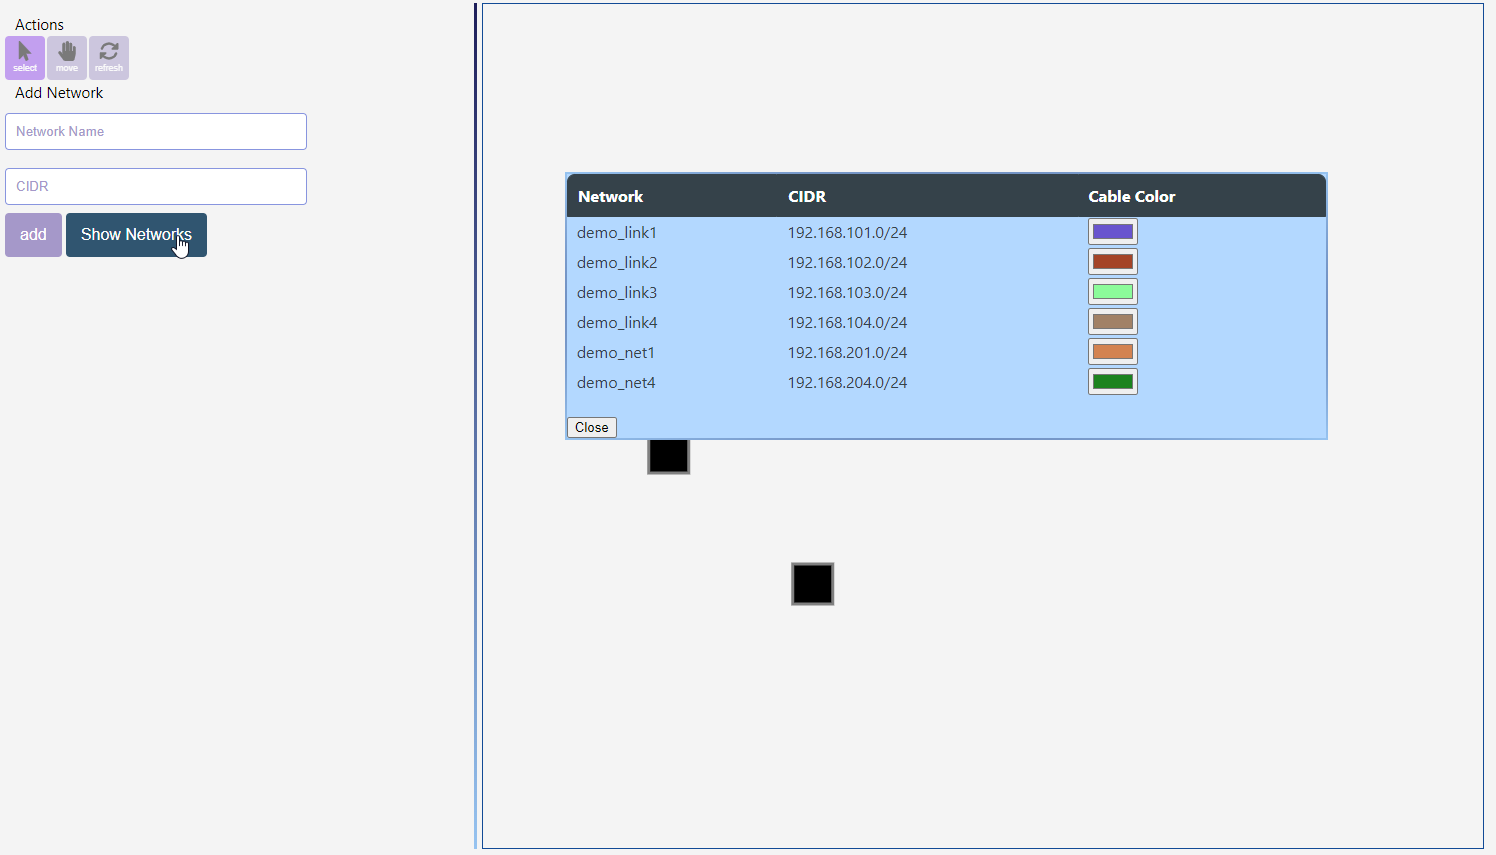 Actions
select move refresh
Add Network
Network Name
CIDR
add Show Networks
Network CIDR Cable Color
demo_link1 192.168.101.0/24
demo_link2 192.168.102.0/24
demo_link3 192.168.103.0/24
demo_link4 192.168.104.0/24
demo_net1 192.168.201.0/24
demo_net4 192.168.204.0/24
Close